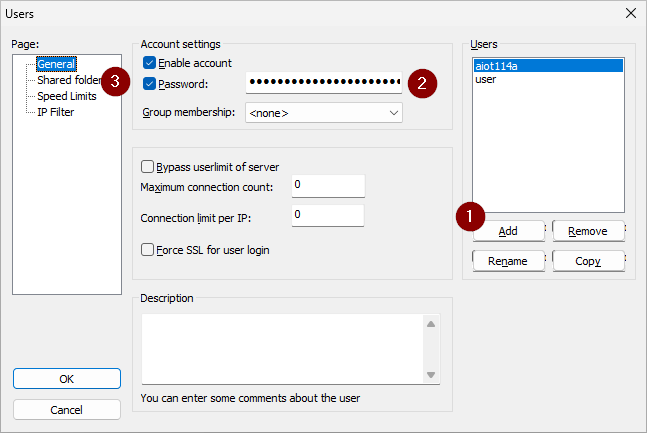 Users
Page:
General
Shared folders
Speed Limits
IP Filter
3
Account settings
Enable account
Password:
2
Group membership:
<none>
Bypass userlimit of server
Maximum connection count:
0
Connection limit per IP:
0
Force SSL for user login
Description
You can enter some comments about the user
Users
aiot114a
user
1
Add
Remove
Rename
Copy
OK
Cancel